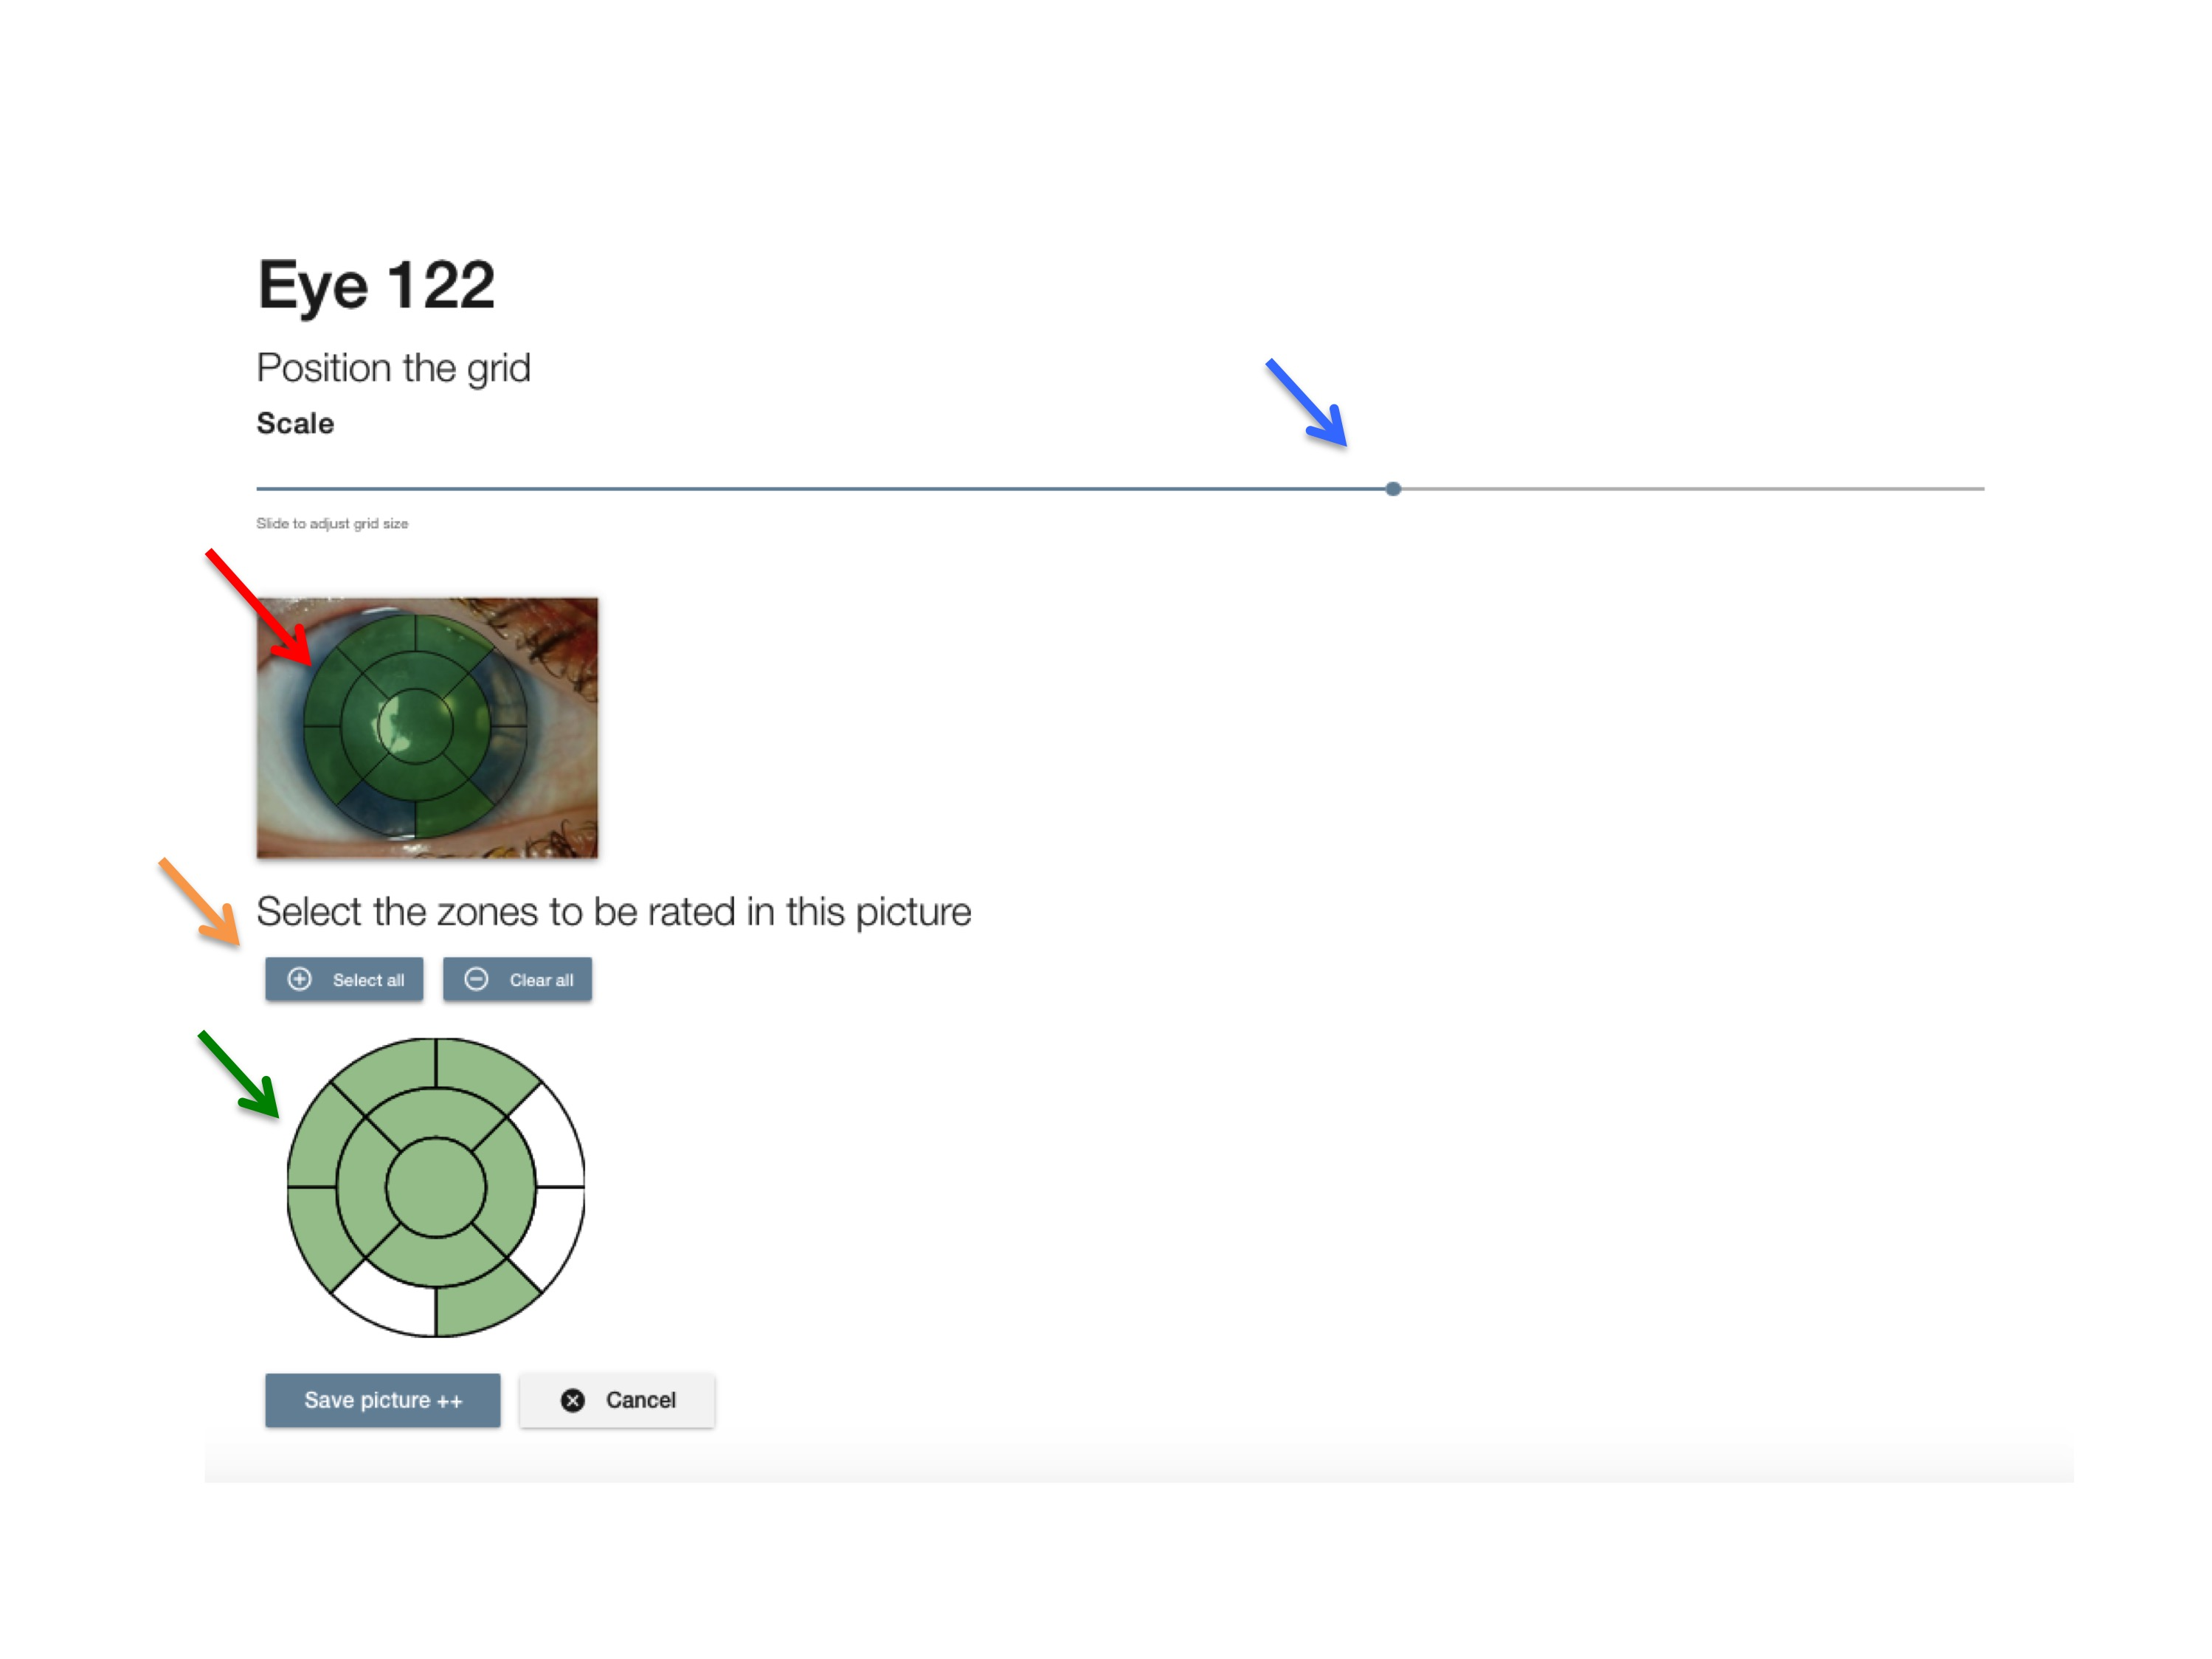 Eye 122
Position the grid
Scale
Slide to adjust grid size
Select the zones to be rated in this picture
Select all Clear all
Save picture ++ Cancel